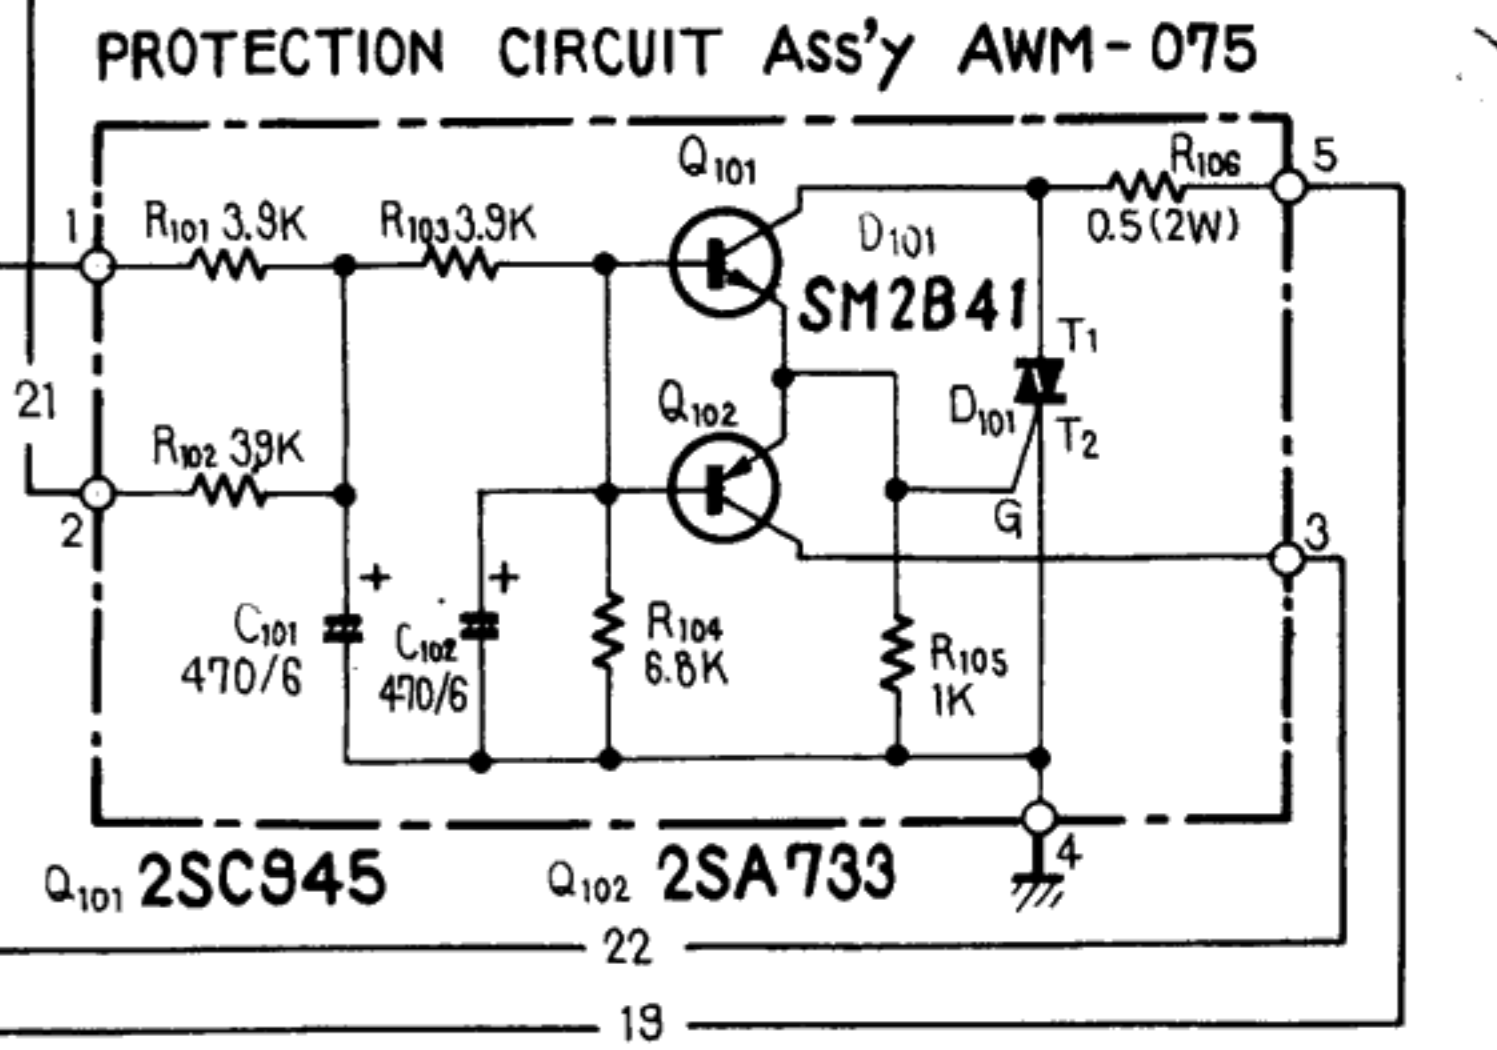 PROTECTION CIRCUIT Ass'y AWM-075
Q101
R106
5
1
R101 3.9K
R103 3.9K
D101
0.5(2W)
SM2B41
T1
21
Q102
D101
T2
R102 3.9K
2
G
3
+
+
C101
470/6
C102
470/6
R104
6.8K
R105
1K
4
Q101 2SC945
Q102 2SA733
22
19